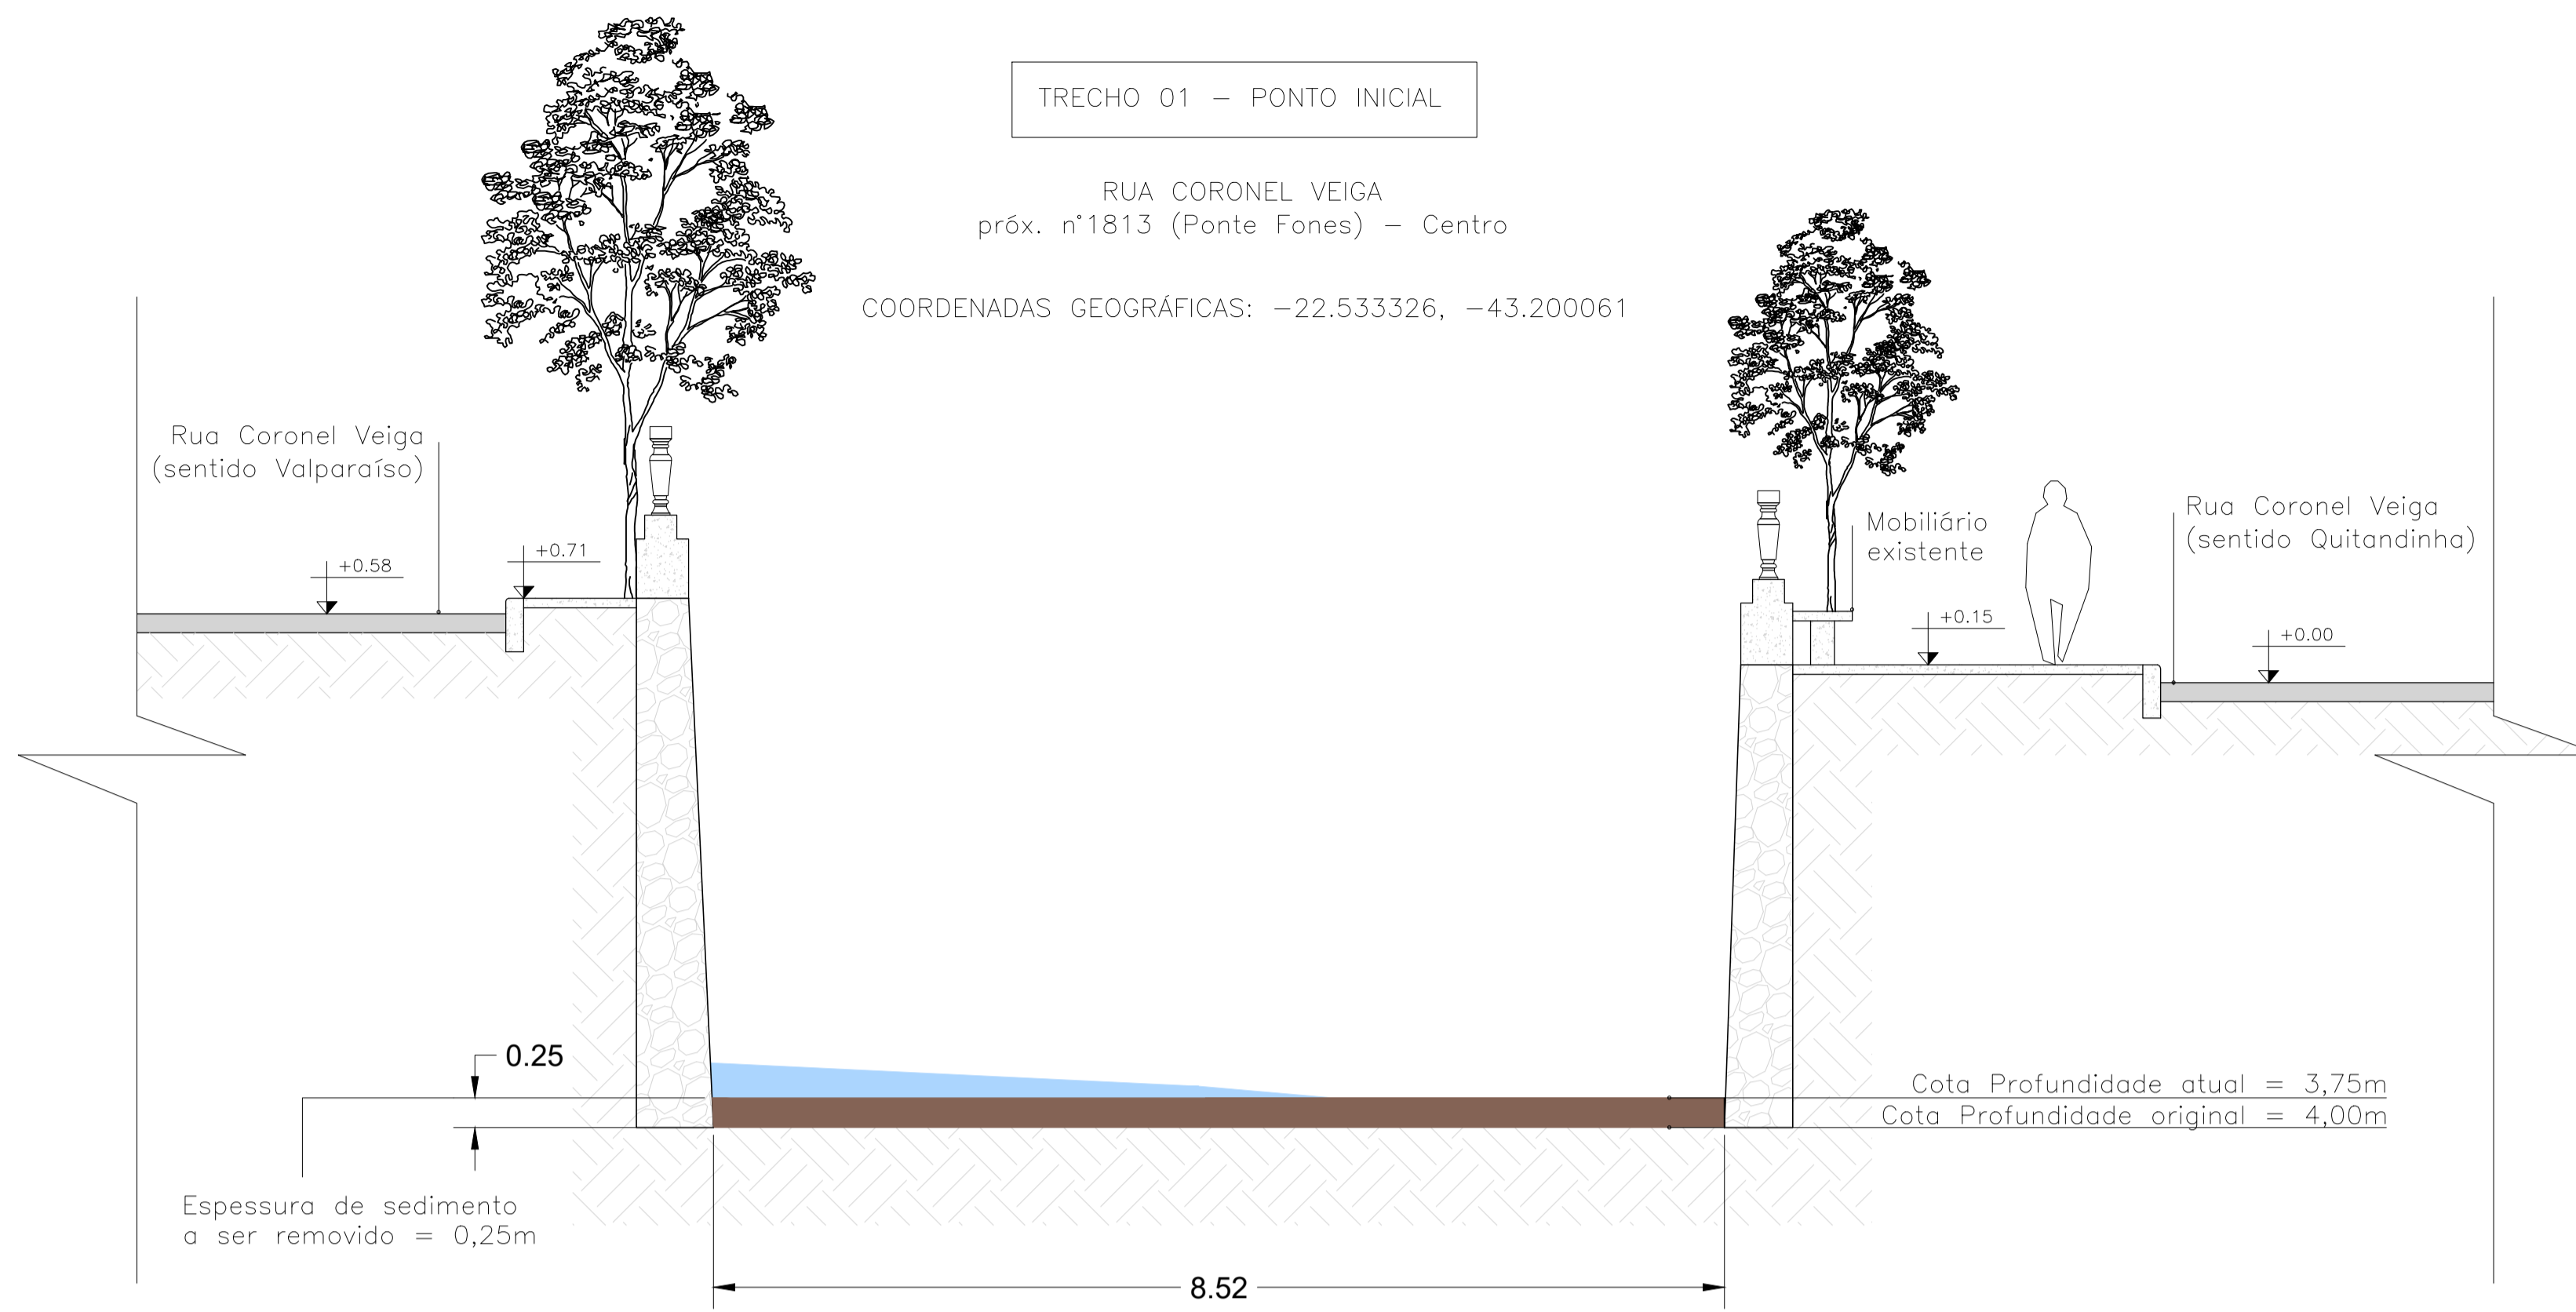 TRECHO 01 – PONTO INICIAL
RUA CORONEL VEIGA
próx. n°1813 (Ponte Fones) – Centro
COORDENADAS GEOGRÁFICAS: -22.533326, -43.200061
Rua Coronel Veiga
(sentido Valparaíso)
+0.58
+0.71
Mobiliário
existente
Rua Coronel Veiga
(sentido Quitandinha)
+0.15
+0.00
0.25
Cota Profundidade atual = 3,75m
Cota Profundidade original = 4,00m
Espessura de sedimento
a ser removido = 0,25m
8.52